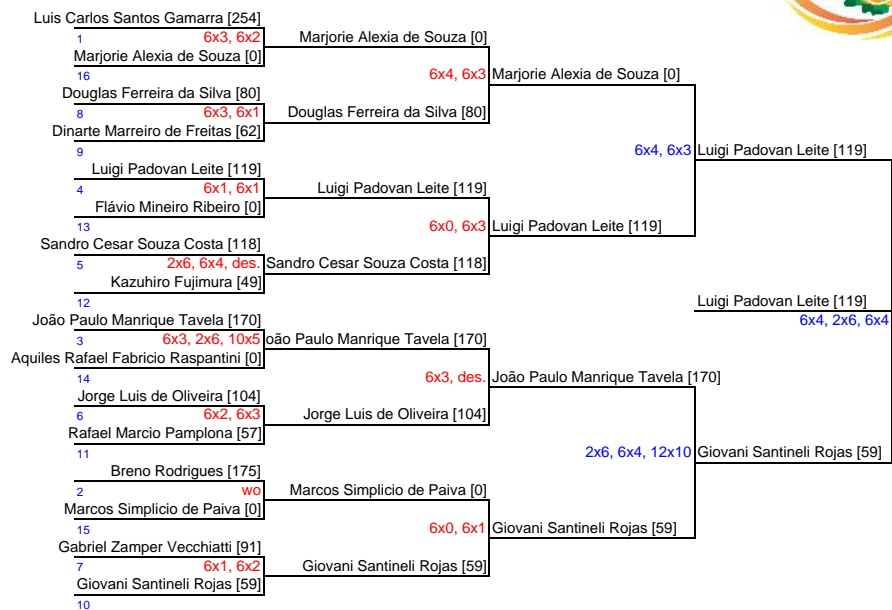 Luis Carlos Santos Gamarra [254]
1 6x3, 6x2 Marjorie Alexia de Souza [0]
Marjorie Alexia de Souza [0]
16 6x4, 6x3 Marjorie Alexia de Souza [0]
Douglas Ferreira da Silva [80]
8 6x3, 6x1 Douglas Ferreira da Silva [80]
Dinarte Marreiro de Freitas [62]
9 6x4, 6x3 Luigi Padovan Leite [119]
Luigi Padovan Leite [119]
4 6x1, 6x1 Luigi Padovan Leite [119]
Flávio Mineiro Ribeiro [0]
13 6x0, 6x3 Luigi Padovan Leite [119]
Sandro Cesar Souza Costa [118]
5 2x6, 6x4, des. Sandro Cesar Souza Costa [118]
Kazuhiro Fujimura [49]
12 Luigi Padovan Leite [119]
João Paulo Manrique Tavela [170] 6x4, 2x6, 6x4
3 6x3, 2x6, 10x5 oão Paulo Manrique Tavela [170]
Aquiles Rafael Fabricio Raspantini [0]
14 6x3, des. João Paulo Manrique Tavela [170]
Jorge Luis de Oliveira [104]
6 6x2, 6x3 Jorge Luis de Oliveira [104]
Rafael Marcio Pamplona [57]
11 2x6, 6x4, 12x10 Giovani Santineli Rojas [59]
Breno Rodrigues [175]
2 wo Marcos Simplicio de Paiva [0]
Marcos Simplicio de Paiva [0]
15 6x0, 6x1 Giovani Santineli Rojas [59]
Gabriel Zamper Vecchiatti [91]
7 6x1, 6x2 Giovani Santineli Rojas [59]
Giovani Santineli Rojas [59]
10